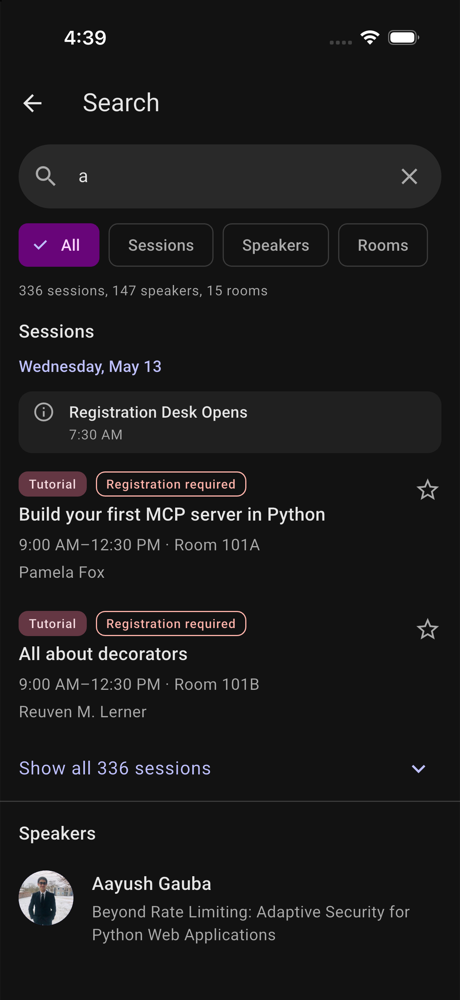 4:39
Search
a
All
Sessions
Speakers
Rooms
336 sessions, 147 speakers, 15 rooms
Sessions
Wednesday, May 13
Registration Desk Opens
7:30 AM
Tutorial
Registration required
Build your first MCP server in Python
9:00 AM–12:30 PM · Room 101A
Pamela Fox
Tutorial
Registration required
All about decorators
9:00 AM–12:30 PM · Room 101B
Reuven M. Lerner
Show all 336 sessions
Speakers
Aayush Gauba
Beyond Rate Limiting: Adaptive Security for
Python Web Applications